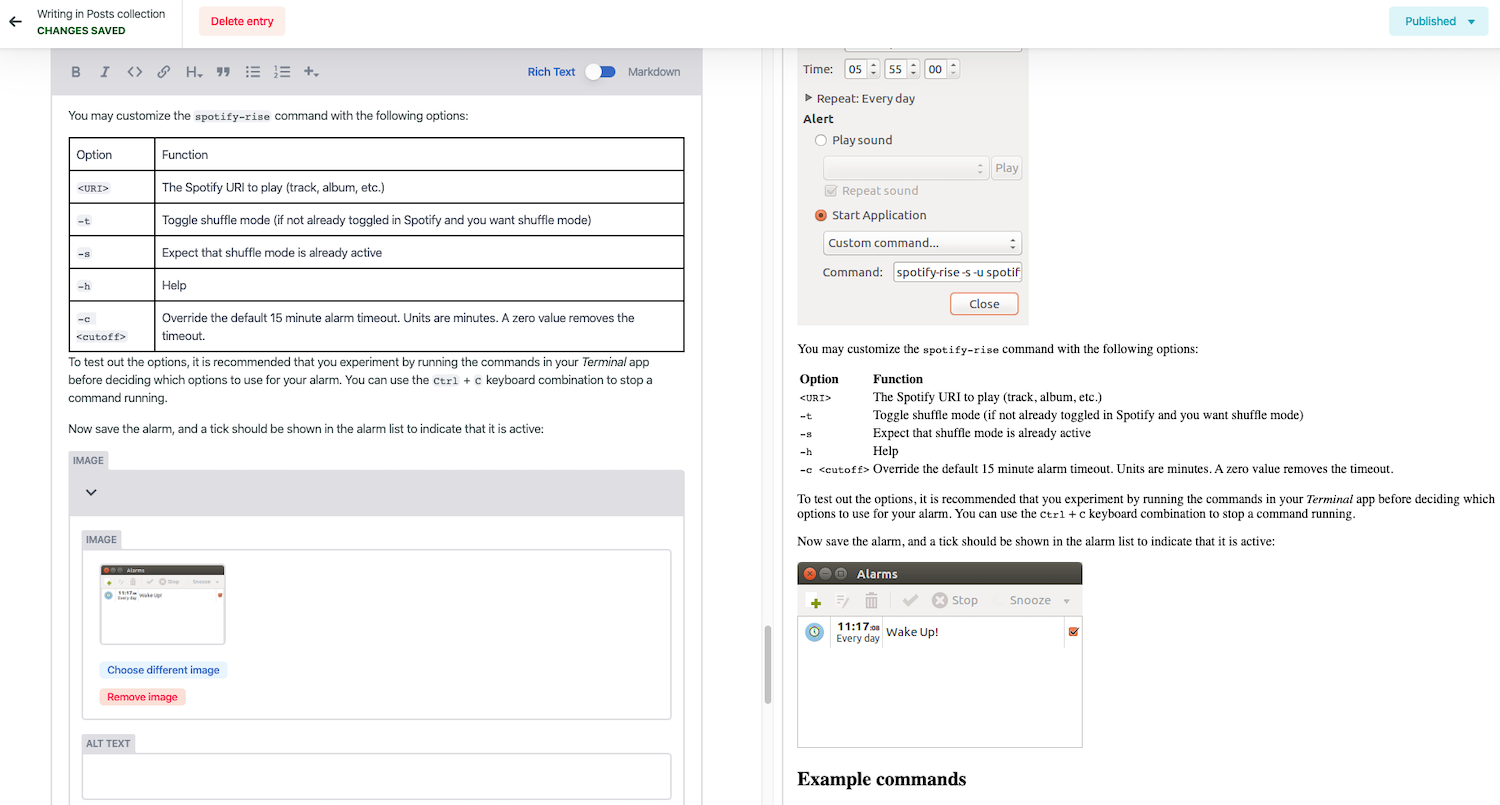 Writing in Posts collection
CHANGES SAVED
Delete entry
Published
B I <> H
Rich Text
Markdown
You may customize the spotify-rise command with the following options:
Option Function
<URI> The Spotify URI to play (track, album, etc.)
-t Toggle shuffle mode (if not already toggled in Spotify and you want shuffle mode)
-s Expect that shuffle mode is already active
-h Help
-c Override the default 15 minute alarm timeout. Units are minutes. A zero value removes the
<cutoff> timeout.
To test out the options, it is recommended that you experiment by running the commands in your Terminal app
before deciding which options to use for your alarm. You can use the Ctrl + C keyboard combination to stop a
command running.
Now save the alarm, and a tick should be shown in the alarm list to indicate that it is active:
IMAGE
IMAGE
Alarms
Stop Snooze
11:17:08 Wake Up!
Every day
Choose different image
Remove image
ALT TEXT
Time: 05 55 00
Repeat: Every day
Alert
Play sound
Play
Repeat sound
Start Application
Custom command...
Command: spotify-rise -s -u spotif
Close
You may customize the spotify-rise command with the following options:
Option Function
<URI> The Spotify URI to play (track, album, etc.)
-t Toggle shuffle mode (if not already toggled in Spotify and you want shuffle mode)
-s Expect that shuffle mode is already active
-h Help
-c <cutoff> Override the default 15 minute alarm timeout. Units are minutes. A zero value removes the timeout.
To test out the options, it is recommended that you experiment by running the commands in your Terminal app before deciding which
options to use for your alarm. You can use the Ctrl + C keyboard combination to stop a command running.
Now save the alarm, and a tick should be shown in the alarm list to indicate that it is active:
Alarms
Stop Snooze
11:17:08 Wake Up!
Every day
Example commands